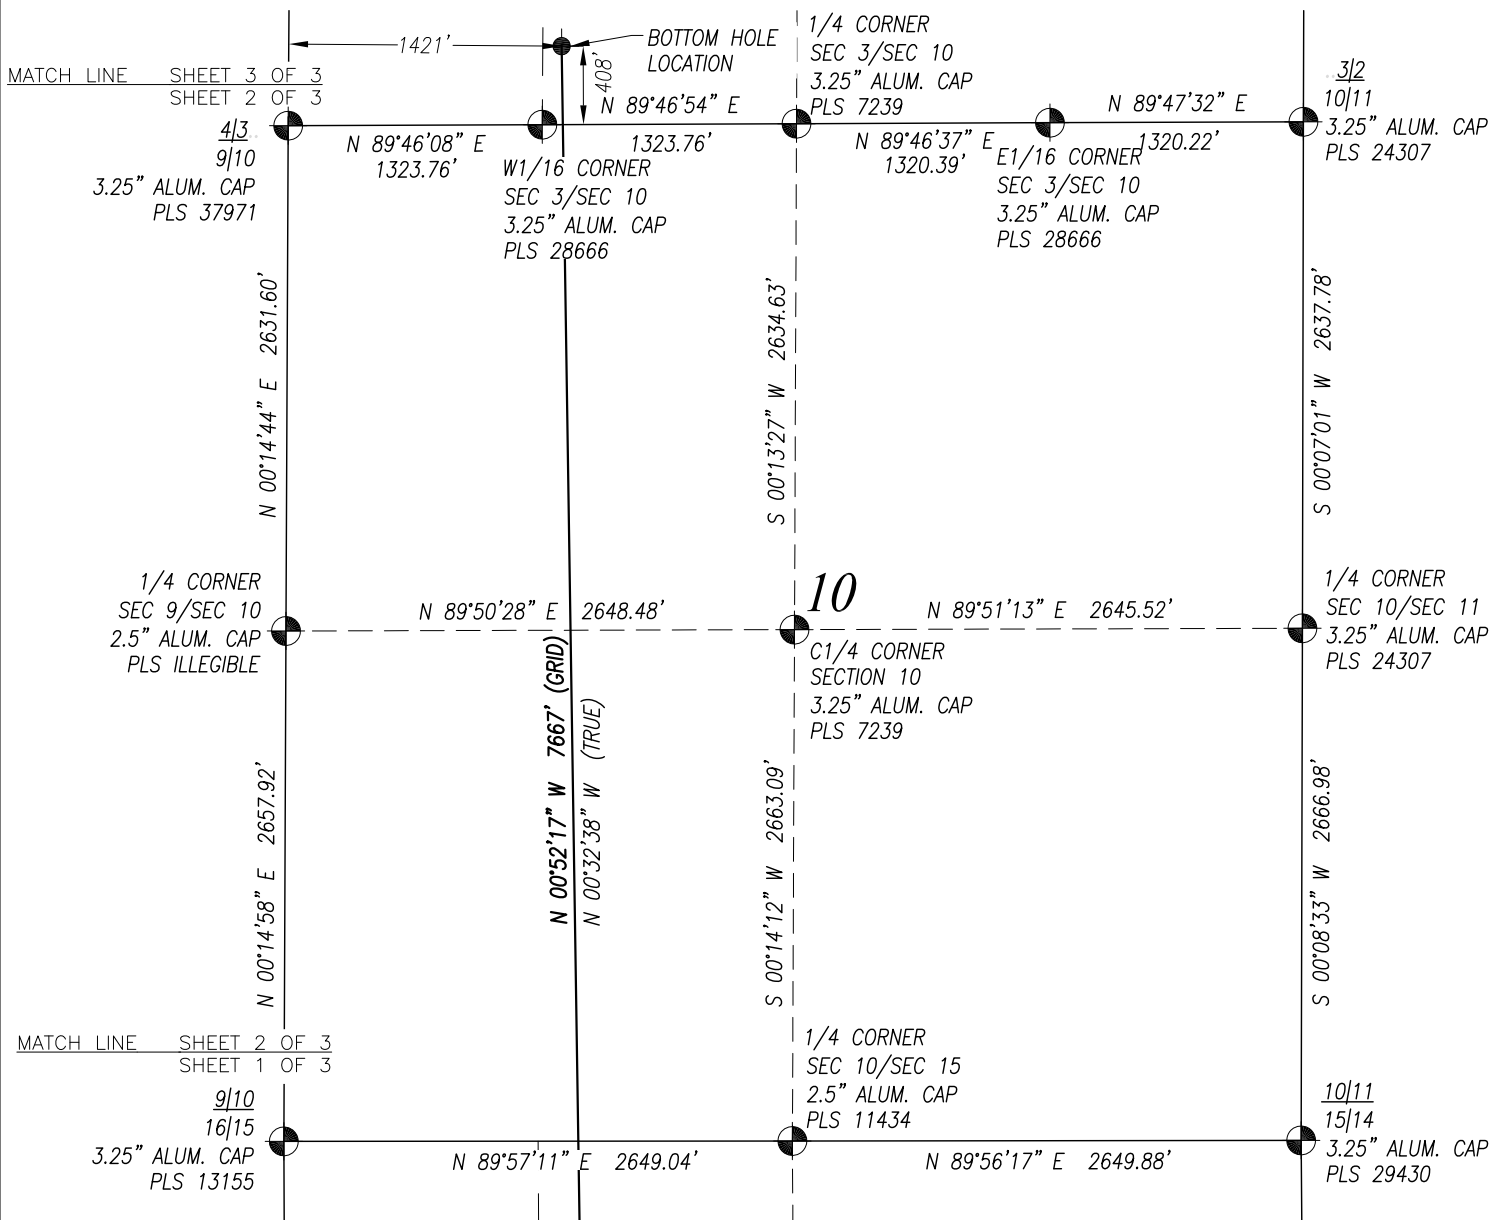 1421'
408'
BOTTOM HOLE
LOCATION
1/4 CORNER
SEC 3/SEC 10
3.25" ALUM. CAP
PLS 7239
MATCH LINE SHEET 3 OF 3
SHEET 2 OF 3
4|3
9|10
3.25" ALUM. CAP
PLS 37971
N 89°46'08" E
1323.76'
N 89°46'54" E
1323.76'
W1/16 CORNER
SEC 3/SEC 10
3.25" ALUM. CAP
PLS 28666
N 89°46'37" E
1320.39'
N 89°47'32" E
1320.22'
E1/16 CORNER
SEC 3/SEC 10
3.25" ALUM. CAP
PLS 28666
3|2
10|11
3.25" ALUM. CAP
PLS 24307
N 00°14'44" E 2631.60'
S 00°13'27" W 2634.63'
S 00°07'01" W 2637.78'
1/4 CORNER
SEC 9/SEC 10
2.5" ALUM. CAP
PLS ILLEGIBLE
N 89°50'28" E 2648.48'
10
N 89°51'13" E 2645.52'
C1/4 CORNER
SECTION 10
3.25" ALUM. CAP
PLS 7239
1/4 CORNER
SEC 10/SEC 11
3.25" ALUM. CAP
PLS 24307
N 00°52'17" W 7667' (GRID)
N 00°32'38" W (TRUE)
N 00°14'58" E 2657.92'
S 00°14'12" W 2663.09'
S 00°08'33" W 2666.98'
MATCH LINE SHEET 2 OF 3
SHEET 1 OF 3
9|10
16|15
3.25" ALUM. CAP
PLS 13155
N 89°57'11" E 2649.04'
1/4 CORNER
SEC 10/SEC 15
2.5" ALUM. CAP
PLS 11434
N 89°56'17" E 2649.88'
10|11
15|14
3.25" ALUM. CAP
PLS 29430